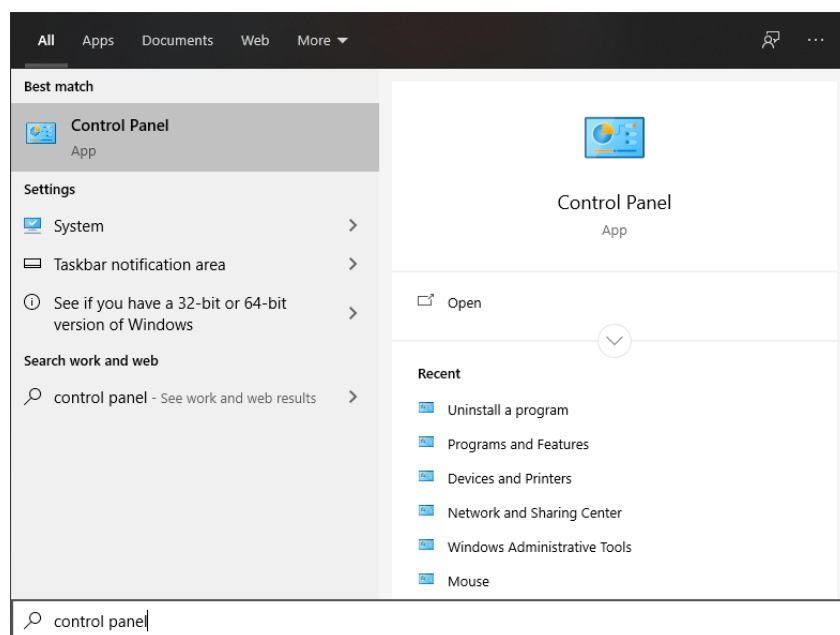 All Apps Documents Web More
Best match
Control Panel
App
Settings
System
Taskbar notification area
See if you have a 32-bit or 64-bit
version of Windows
Search work and web
control panel - See work and web results
Control Panel
App
Open
Recent
Uninstall a program
Programs and Features
Devices and Printers
Network and Sharing Center
Windows Administrative Tools
Mouse
control panel